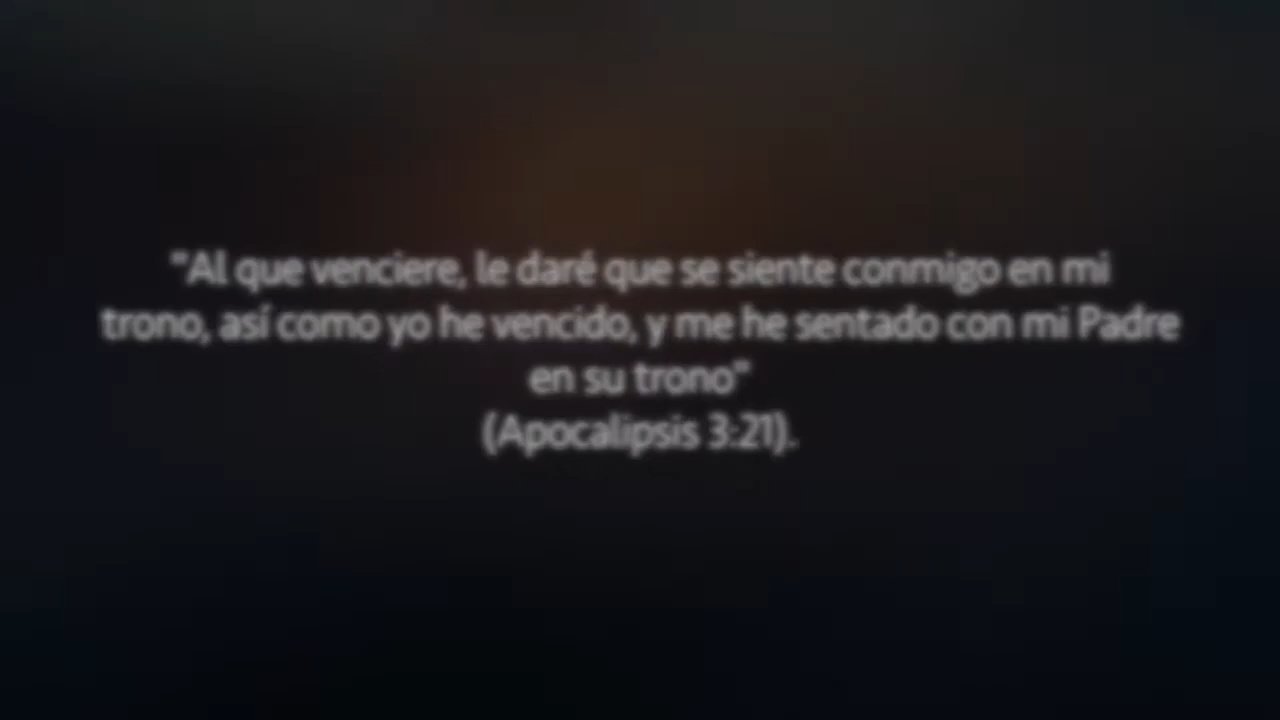 "Al que venciere, le daré que se siente conmigo en mi
trono, así como yo he vencido, y me he sentado con mi Padre
en su trono"
(Apocalipsis 3:21).